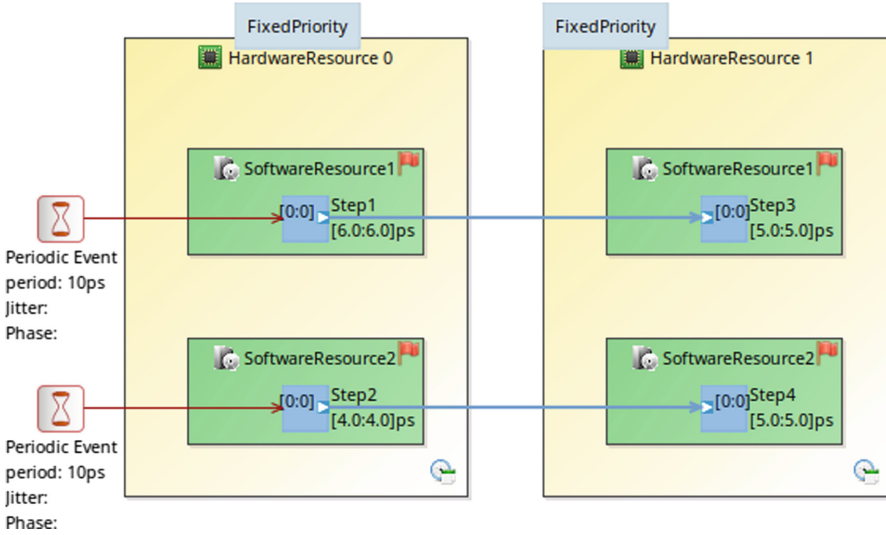 FixedPriority
FixedPriority
HardwareResource 0
HardwareResource 1
SoftwareResource1
SoftwareResource1
[0:0]
Step1
[6.0:6.0]ps
[0:0]
Step3
[5.0:5.0]ps
Periodic Event
period: 10ps
Jitter:
Phase:
SoftwareResource2
SoftwareResource2
[0:0]
Step2
[4.0:4.0]ps
[0:0]
Step4
[5.0:5.0]ps
Periodic Event
period: 10ps
Jitter:
Phase: